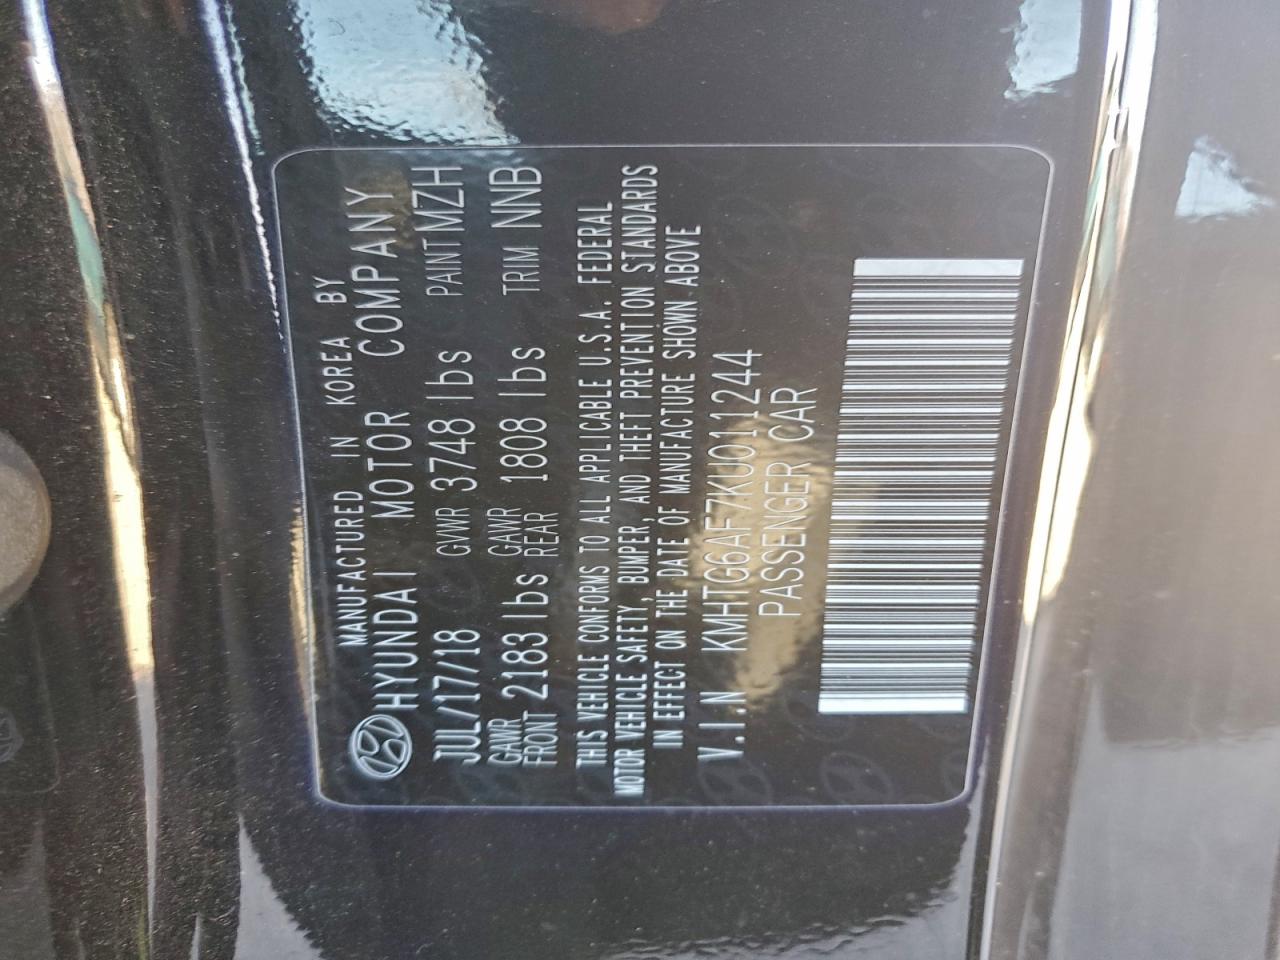 MANUFACTURED IN KOREA BY
HYUNDAI MOTOR COMPANY
JUL/17/18 GVWR 3748 lbs PAINT MZH
GAWR FRONT 2183 lbs GAWR REAR 1808 lbs TRIM NNB
THIS VEHICLE CONFORMS TO ALL APPLICABLE U.S.A. FEDERAL
MOTOR VEHICLE SAFETY, BUMPER, AND THEFT PREVENTION STANDARDS
IN EFFECT ON THE DATE OF MANUFACTURE SHOWN ABOVE
V.I.N KMHTG6AF7KU011244
PASSENGER CAR